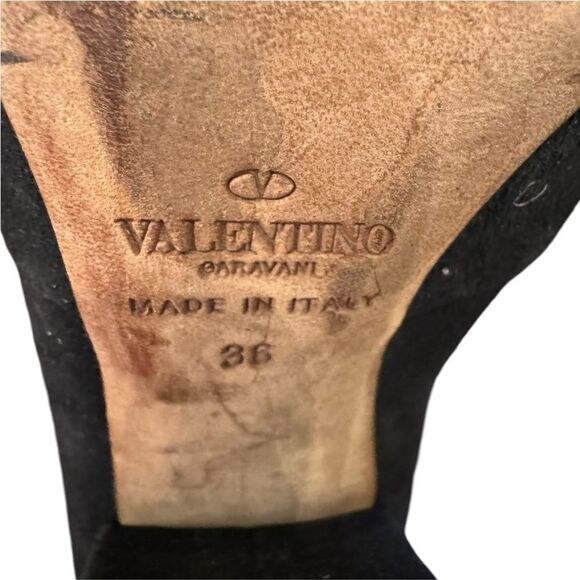 V
VALENTINO
GARAVANI
MADE IN ITALY
36